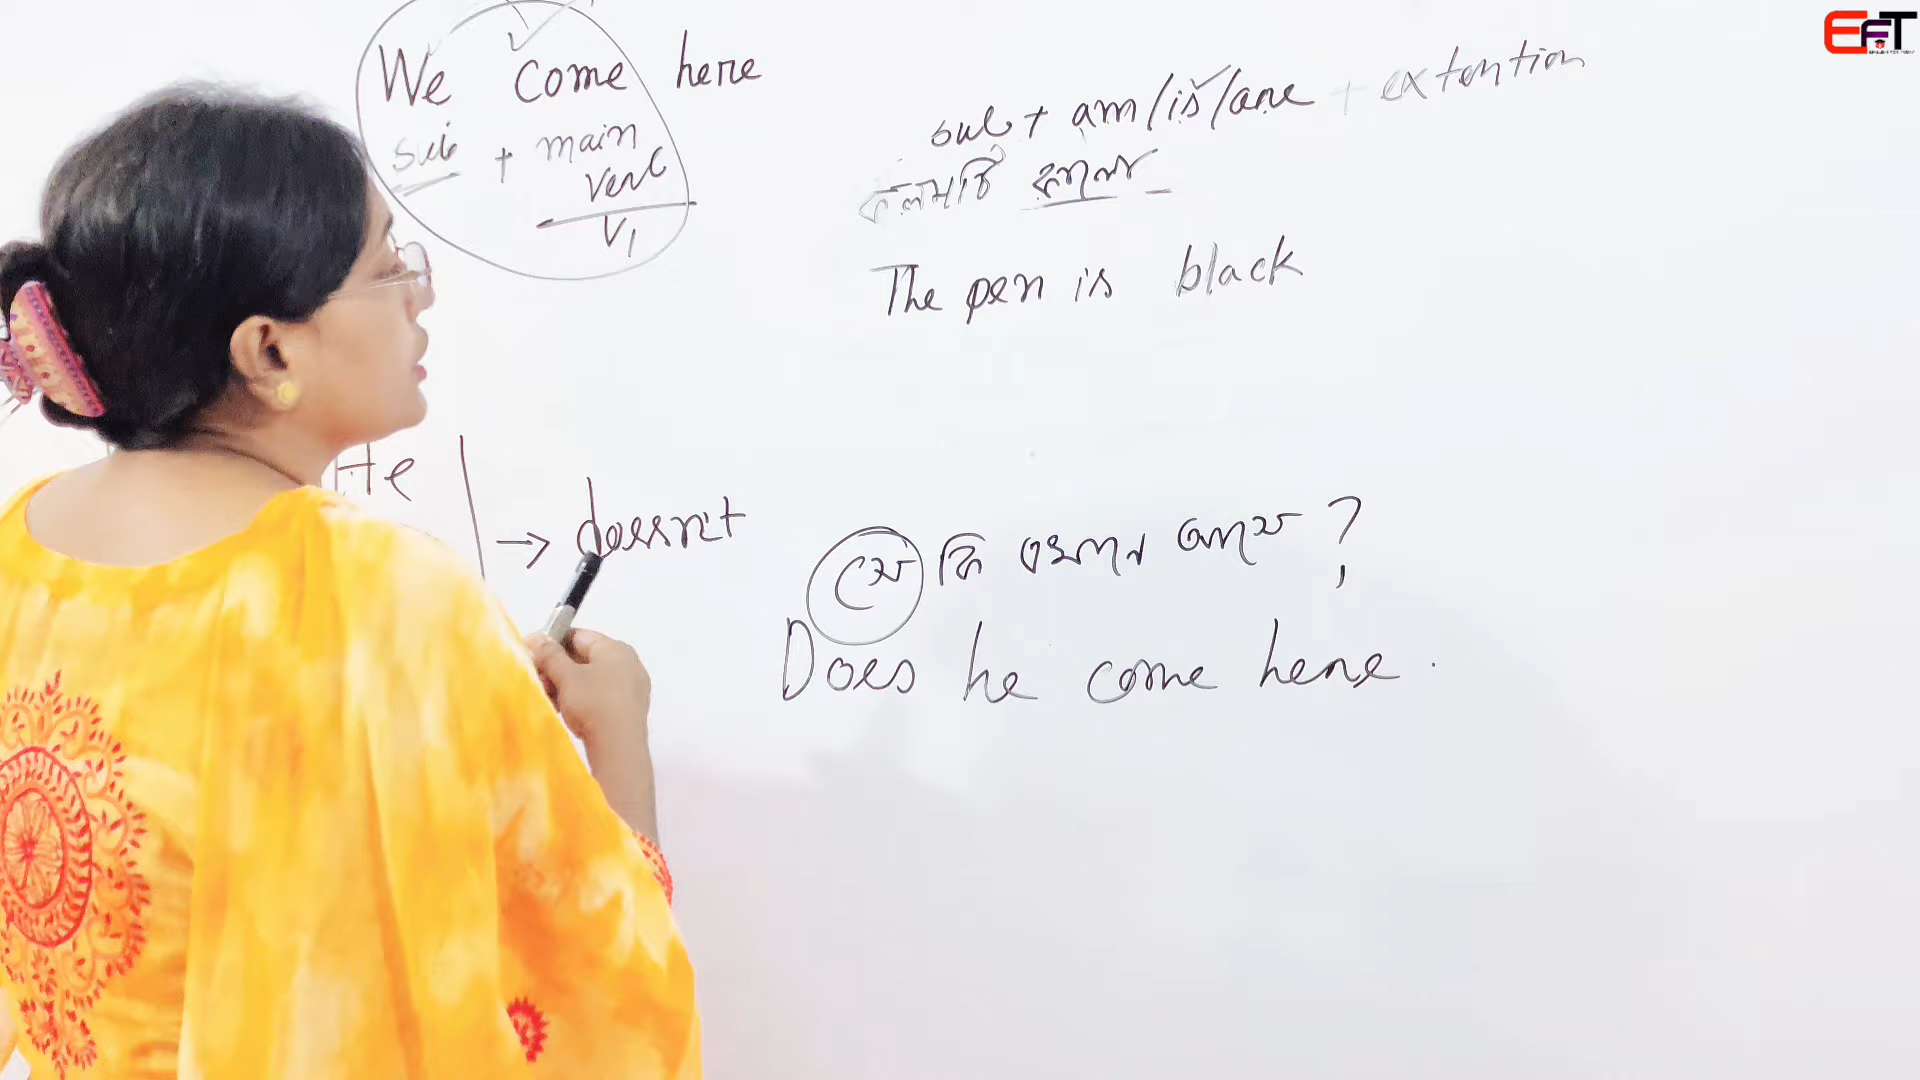 We come here
sub + main
verb
V1
sub + am/is/are + extention
কলমটি কালো
The pen is black
He
→ doesn't
সে কি এখানে আসে?
Does he come here.
EFT